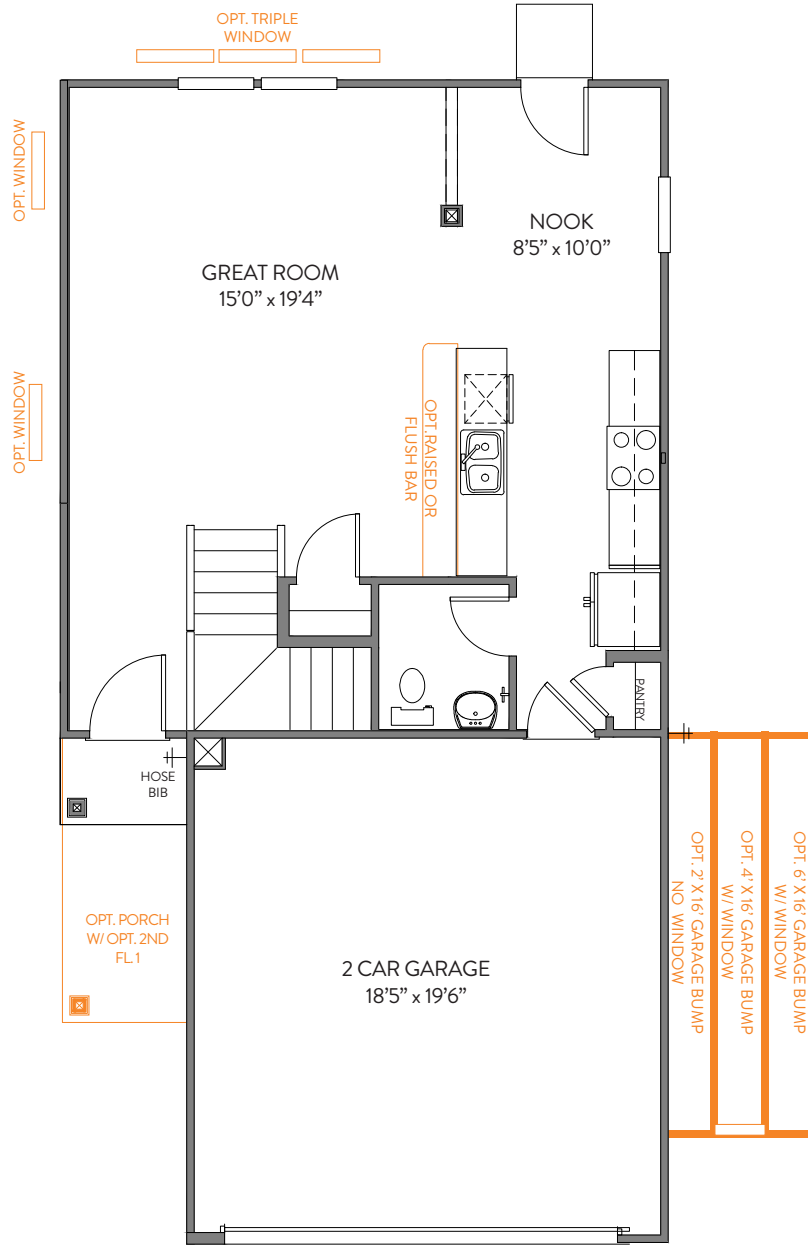 OPT. TRIPLE
WINDOW
OPT. WINDOW
NOOK
8'5” x 10'0”
GREAT ROOM
15'0” x 19'4”
OPT. WINDOW
OPT.RAISED OR
FLUSH BAR
PANTRY
HOSE
BIB
OPT. PORCH
W/ OPT. 2ND
FL.1
2 CAR GARAGE
18'5” x 19'6”
OPT. 2' X 16' GARAGE BUMP
NO WINDOW
OPT. 4' X 16' GARAGE BUMP
W/ WINDOW
OPT. 6' X 16' GARAGE BUMP
W/ WINDOW